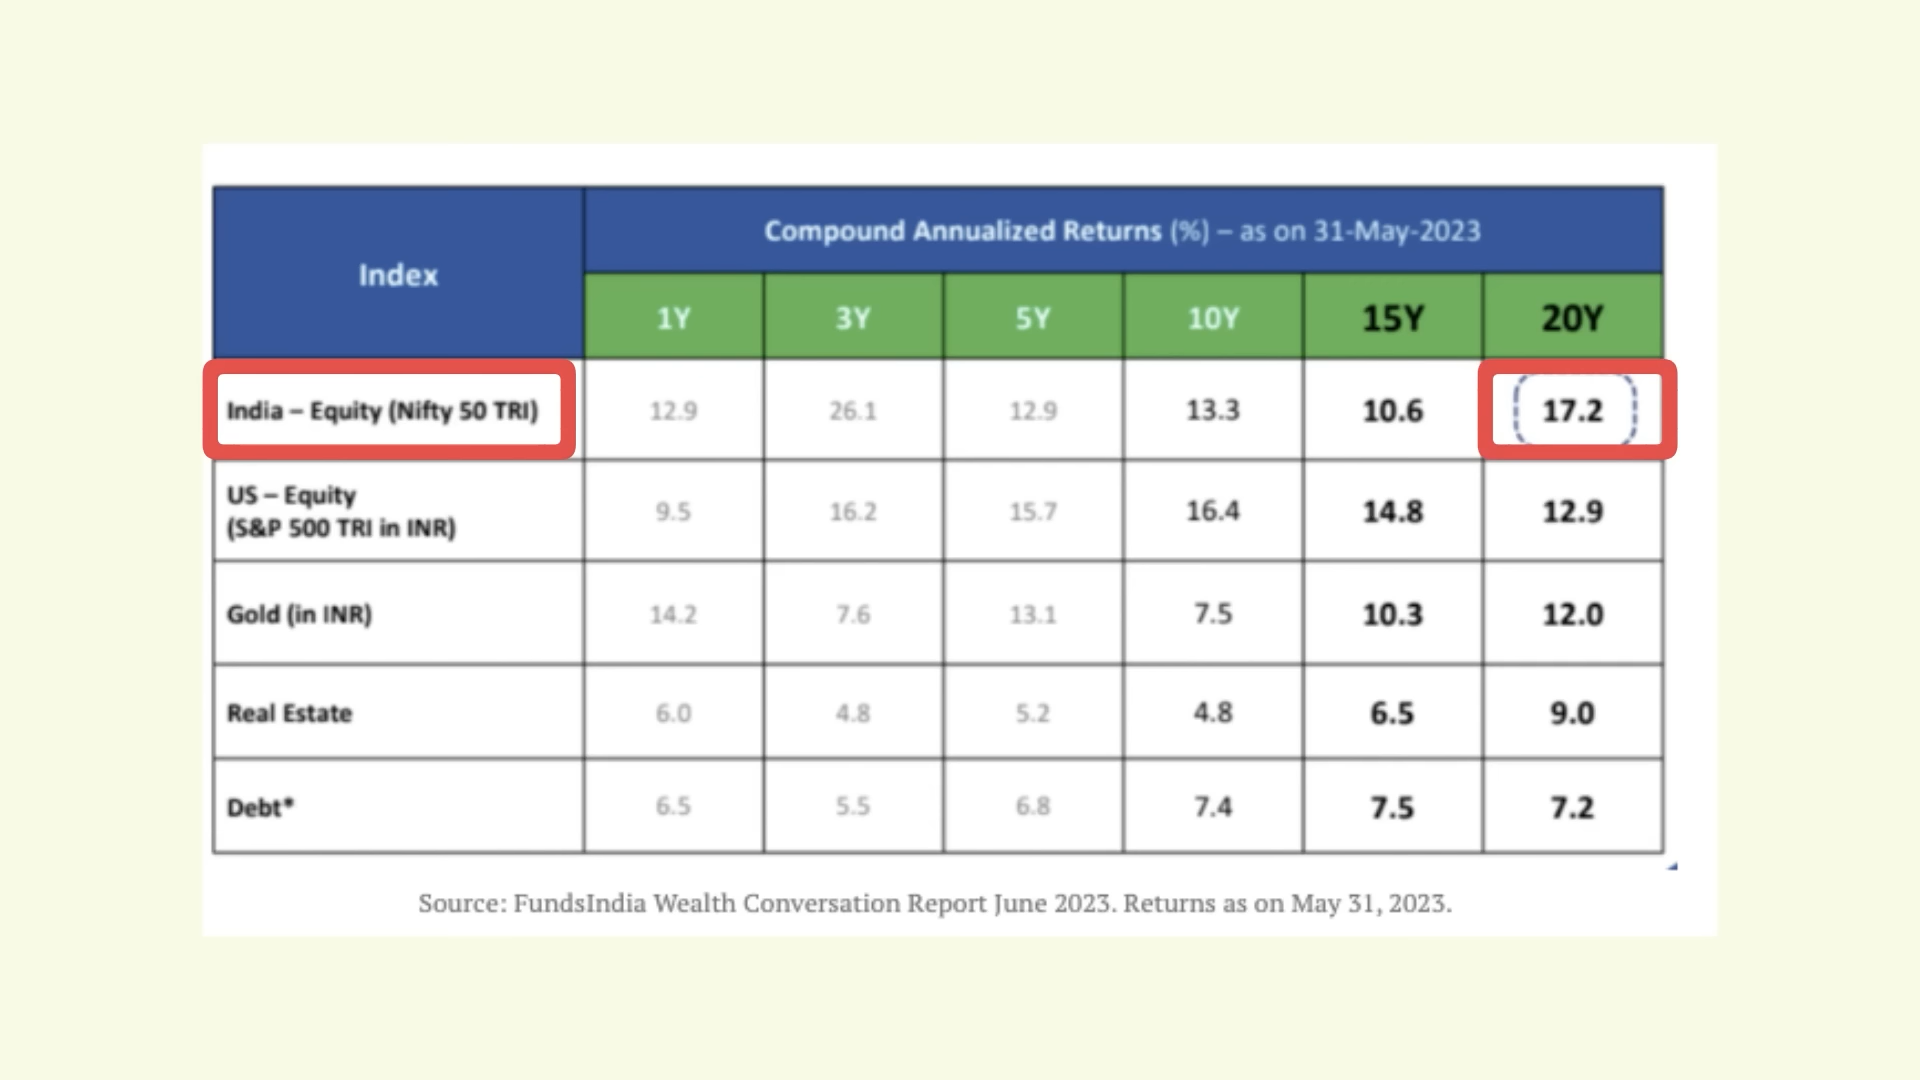 Index
Compound Annualized Returns (%) – as on 31-May-2023
1Y 3Y 5Y 10Y 15Y 20Y
India – Equity (Nifty 50 TRI) 12.9 26.1 12.9 13.3 10.6 17.2
US – Equity
(S&P 500 TRI in INR) 9.5 16.2 15.7 16.4 14.8 12.9
Gold (in INR) 14.2 7.6 13.1 7.5 10.3 12.0
Real Estate 6.0 4.8 5.2 4.8 6.5 9.0
Debt* 6.5 5.5 6.8 7.4 7.5 7.2
Source: FundsIndia Wealth Conversation Report June 2023. Returns as on May 31, 2023.